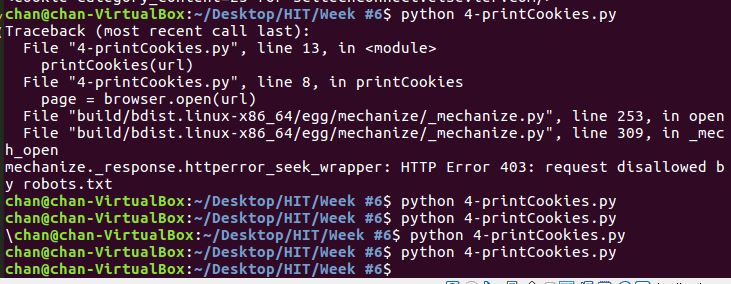 chan@chan-VirtualBox:~/Desktop/HIT/Week #6$ python 4-printCookies.py
Traceback (most recent call last):
  File "4-printCookies.py", line 13, in <module>
    printCookies(url)
  File "4-printCookies.py", line 8, in printCookies
    page = browser.open(url)
  File "build/bdist.linux-x86_64/egg/mechanize/_mechanize.py", line 253, in open
  File "build/bdist.linux-x86_64/egg/mechanize/_mechanize.py", line 309, in _mec
h_open
mechanize._response.httperror_seek_wrapper: HTTP Error 403: request disallowed b
y robots.txt
chan@chan-VirtualBox:~/Desktop/HIT/Week #6$ python 4-printCookies.py
chan@chan-VirtualBox:~/Desktop/HIT/Week #6$ python 4-printCookies.py
\chan@chan-VirtualBox:~/Desktop/HIT/Week #6$ python 4-printCookies.py
chan@chan-VirtualBox:~/Desktop/HIT/Week #6$ python 4-printCookies.py
chan@chan-VirtualBox:~/Desktop/HIT/Week #6$